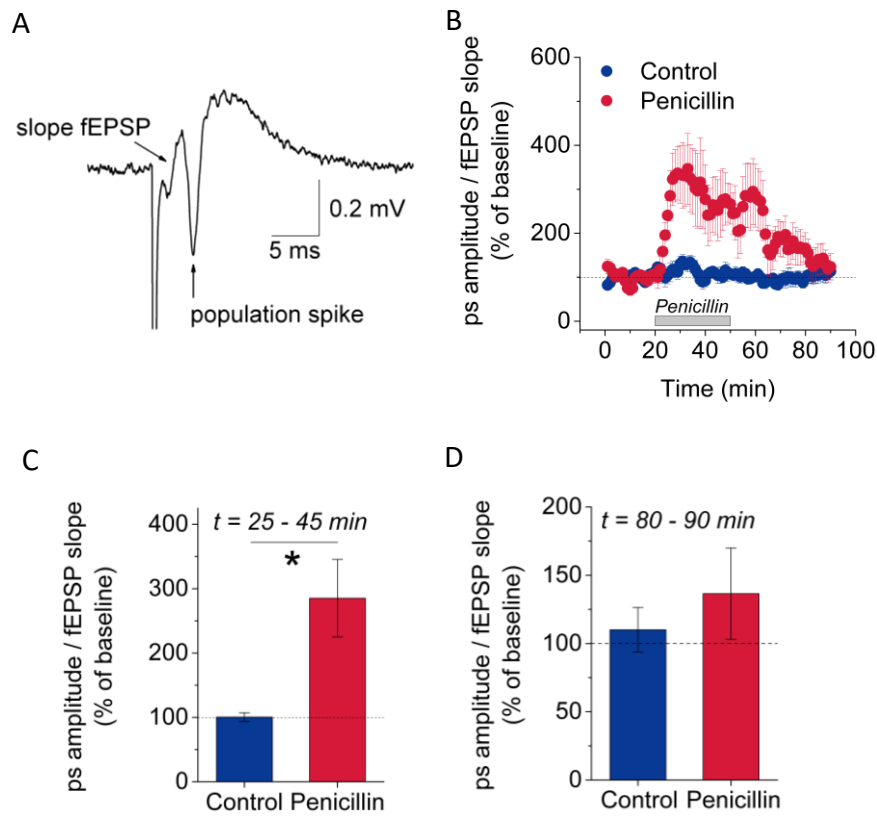 A
slope fEPSP
0.2 mV
5 ms
population spike
B
ps amplitude / fEPSP slope
(% of baseline)
600
400
200
0
Control
Penicillin
Penicillin
0 20 40 60 80 100
Time (min)
C
ps amplitude / fEPSP slope
(% of baseline)
400
300
200
100
0
t = 25 - 45 min
*
Control Penicillin
D
ps amplitude / fEPSP slope
(% of baseline)
200
150
100
50
0
t = 80 - 90 min
Control Penicillin